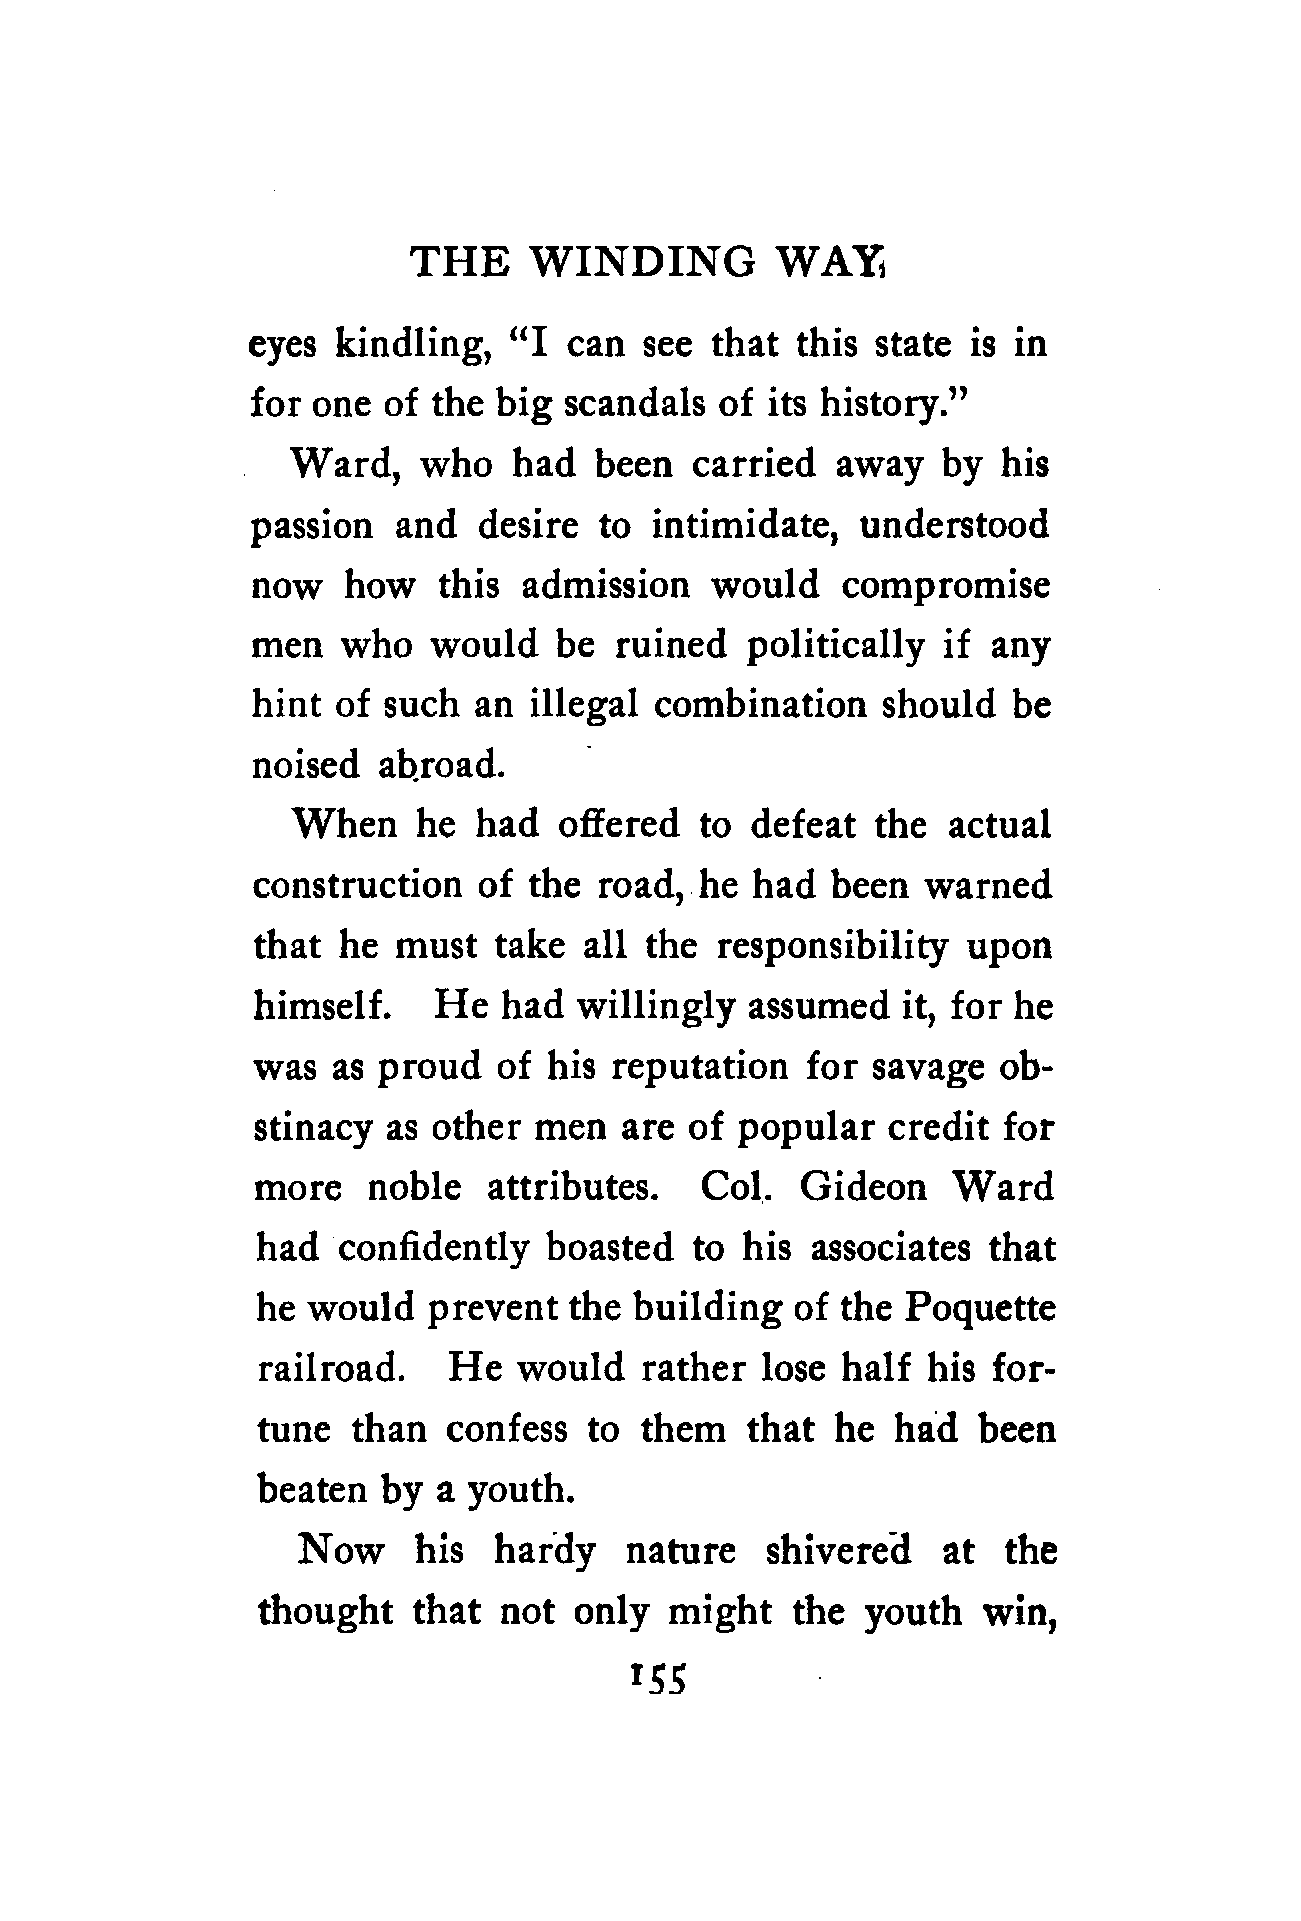 THE WINDING WAY
eyes kindling, “I can see that this state is in
for one of the big scandals of its history.”
Ward, who had been carried away by his
passion and desire to intimidate, understood
now how this admission would compromise
men who would be ruined politically if any
hint of such an illegal combination should be
noised abroad.
When he had offered to defeat the actual
construction of the road, he had been warned
that he must take all the responsibility upon
himself. He had willingly assumed it, for he
was as proud of his reputation for savage ob-
stinacy as other men are of popular credit for
more noble attributes. Col. Gideon Ward
had confidently boasted to his associates that
he would prevent the building of the Poquette
railroad. He would rather lose half his for-
tune than confess to them that he had been
beaten by a youth.
Now his hardy nature shivered at the
thought that not only might the youth win,
155